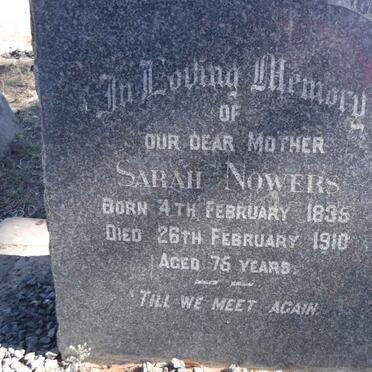 In Loving Memory
OF
OUR DEAR MOTHER
SARAH NOWERS
BORN 4TH FEBRUARY 1835
DIED 26TH FEBRUARY 1910
AGED 75 YEARS.
TILL WE MEET AGAIN.